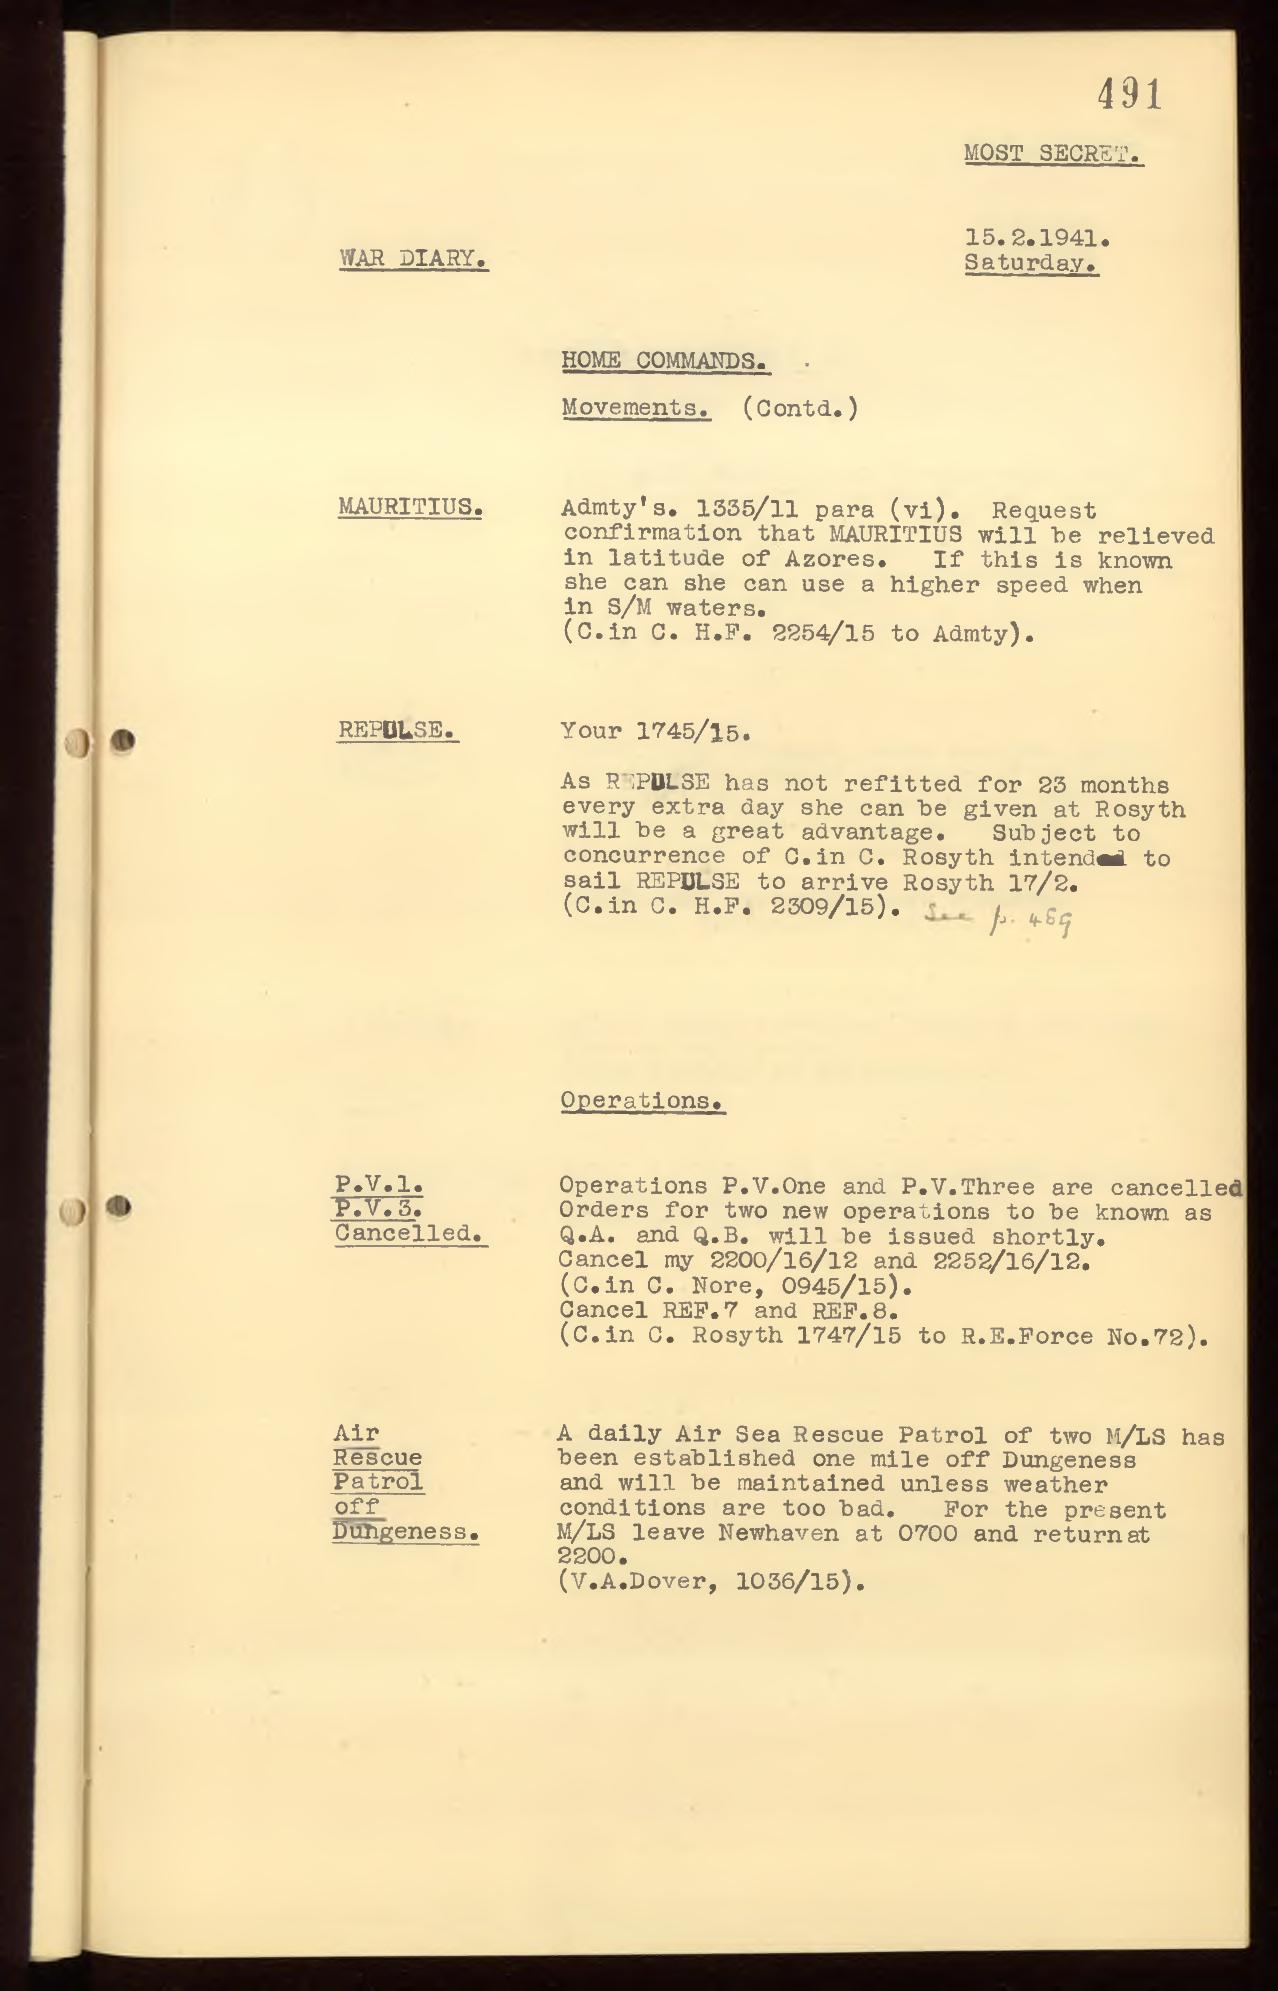 491
MOST SECRET.
15.2.1941.
WAR DIARY.
Saturday.
HOME COMMANDS.
Movements. (Contd.)
MAURITIUS.
Admty's. 1335/11 para (vi). Request
confirmation that MAURITIUS will be relieved
in latitude of Azores. If this is known
she can she can use a higher speed when
in S/M waters.
(C.in C. H.F. 2254/15 to Admty).
REPULSE.
Your 1745/15.
As REPULSE has not refitted for 23 months
every extra day she can be given at Rosyth
will be a great advantage. Subject to
concurrence of C.in C. Rosyth intended to
sail REPULSE to arrive Rosyth 17/2.
(C.in C. H.F. 2309/15). See p. 489
Operations.
P.V.1.
P.V.3.
Cancelled.
Operations P.V.One and P.V.Three are cancelled
Orders for two new operations to be known as
Q.A. and Q.B. will be issued shortly.
Cancel my 2200/16/12 and 2252/16/12.
(C.in C. Nore, 0945/15).
Cancel REF.7 and REF.8.
(C.in C. Rosyth 1747/15 to R.E.Force No.72).
Air
Rescue
Patrol
off
Dungeness.
A daily Air Sea Rescue Patrol of two M/LS has
been established one mile off Dungeness
and will be maintained unless weather
conditions are too bad. For the present
M/LS leave Newhaven at 0700 and return at
2200.
(V.A.Dover, 1036/15).